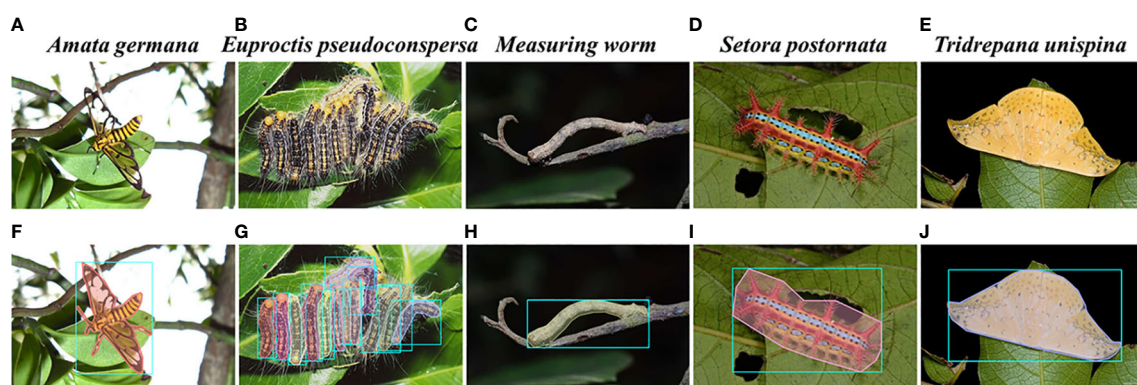 A B C D E
Amata germana Euproctis pseudoconspersa Measuring worm Setora postornata Tridrepana unispina
F G H I J